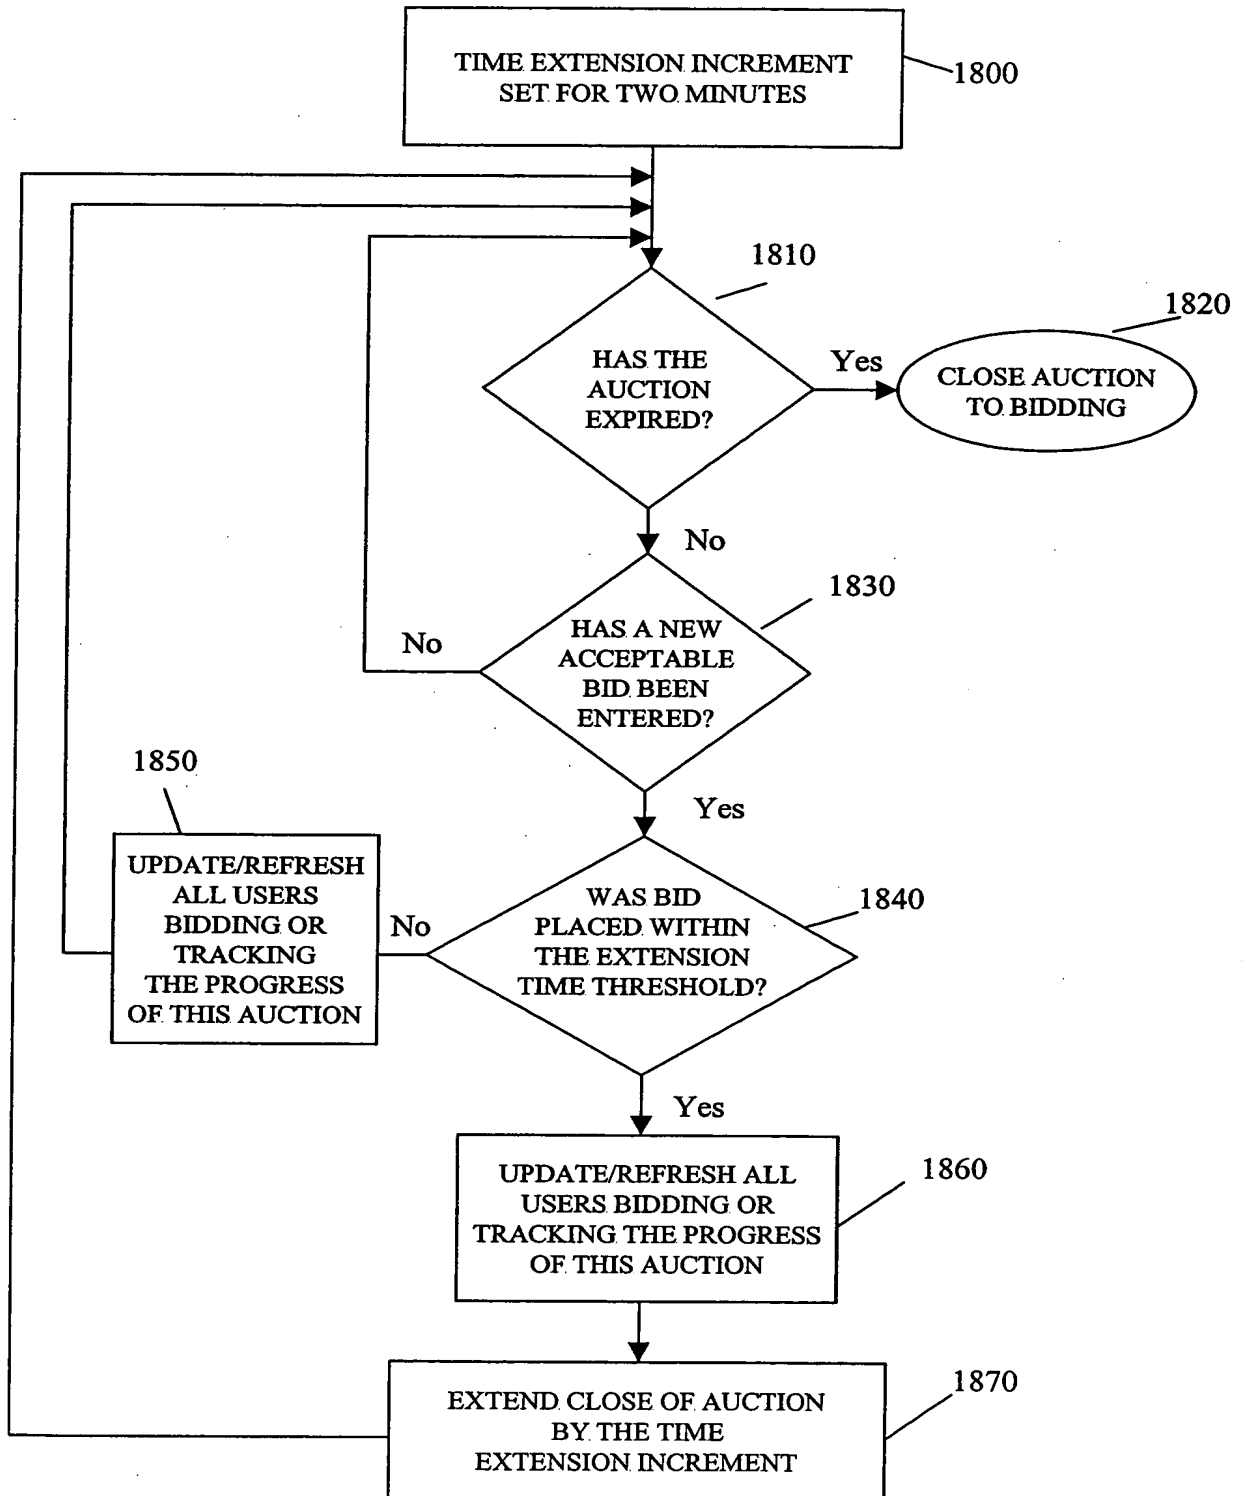 TIME EXTENSION INCREMENT
SET FOR TWO MINUTES
1800
1810
HAS THE
AUCTION
EXPIRED?
Yes
1820
CLOSE AUCTION
TO BIDDING
No
1830
HAS A NEW
ACCEPTABLE
BID BEEN
ENTERED?
No
Yes
1840
WAS BID
PLACED WITHIN
THE EXTENSION
TIME THRESHOLD?
No
1850
UPDATE/REFRESH
ALL USERS
BIDDING OR
TRACKING
THE PROGRESS
OF THIS AUCTION
Yes
1860
UPDATE/REFRESH ALL
USERS BIDDING OR
TRACKING THE PROGRESS
OF THIS AUCTION
1870
EXTEND CLOSE OF AUCTION
BY THE TIME
EXTENSION INCREMENT